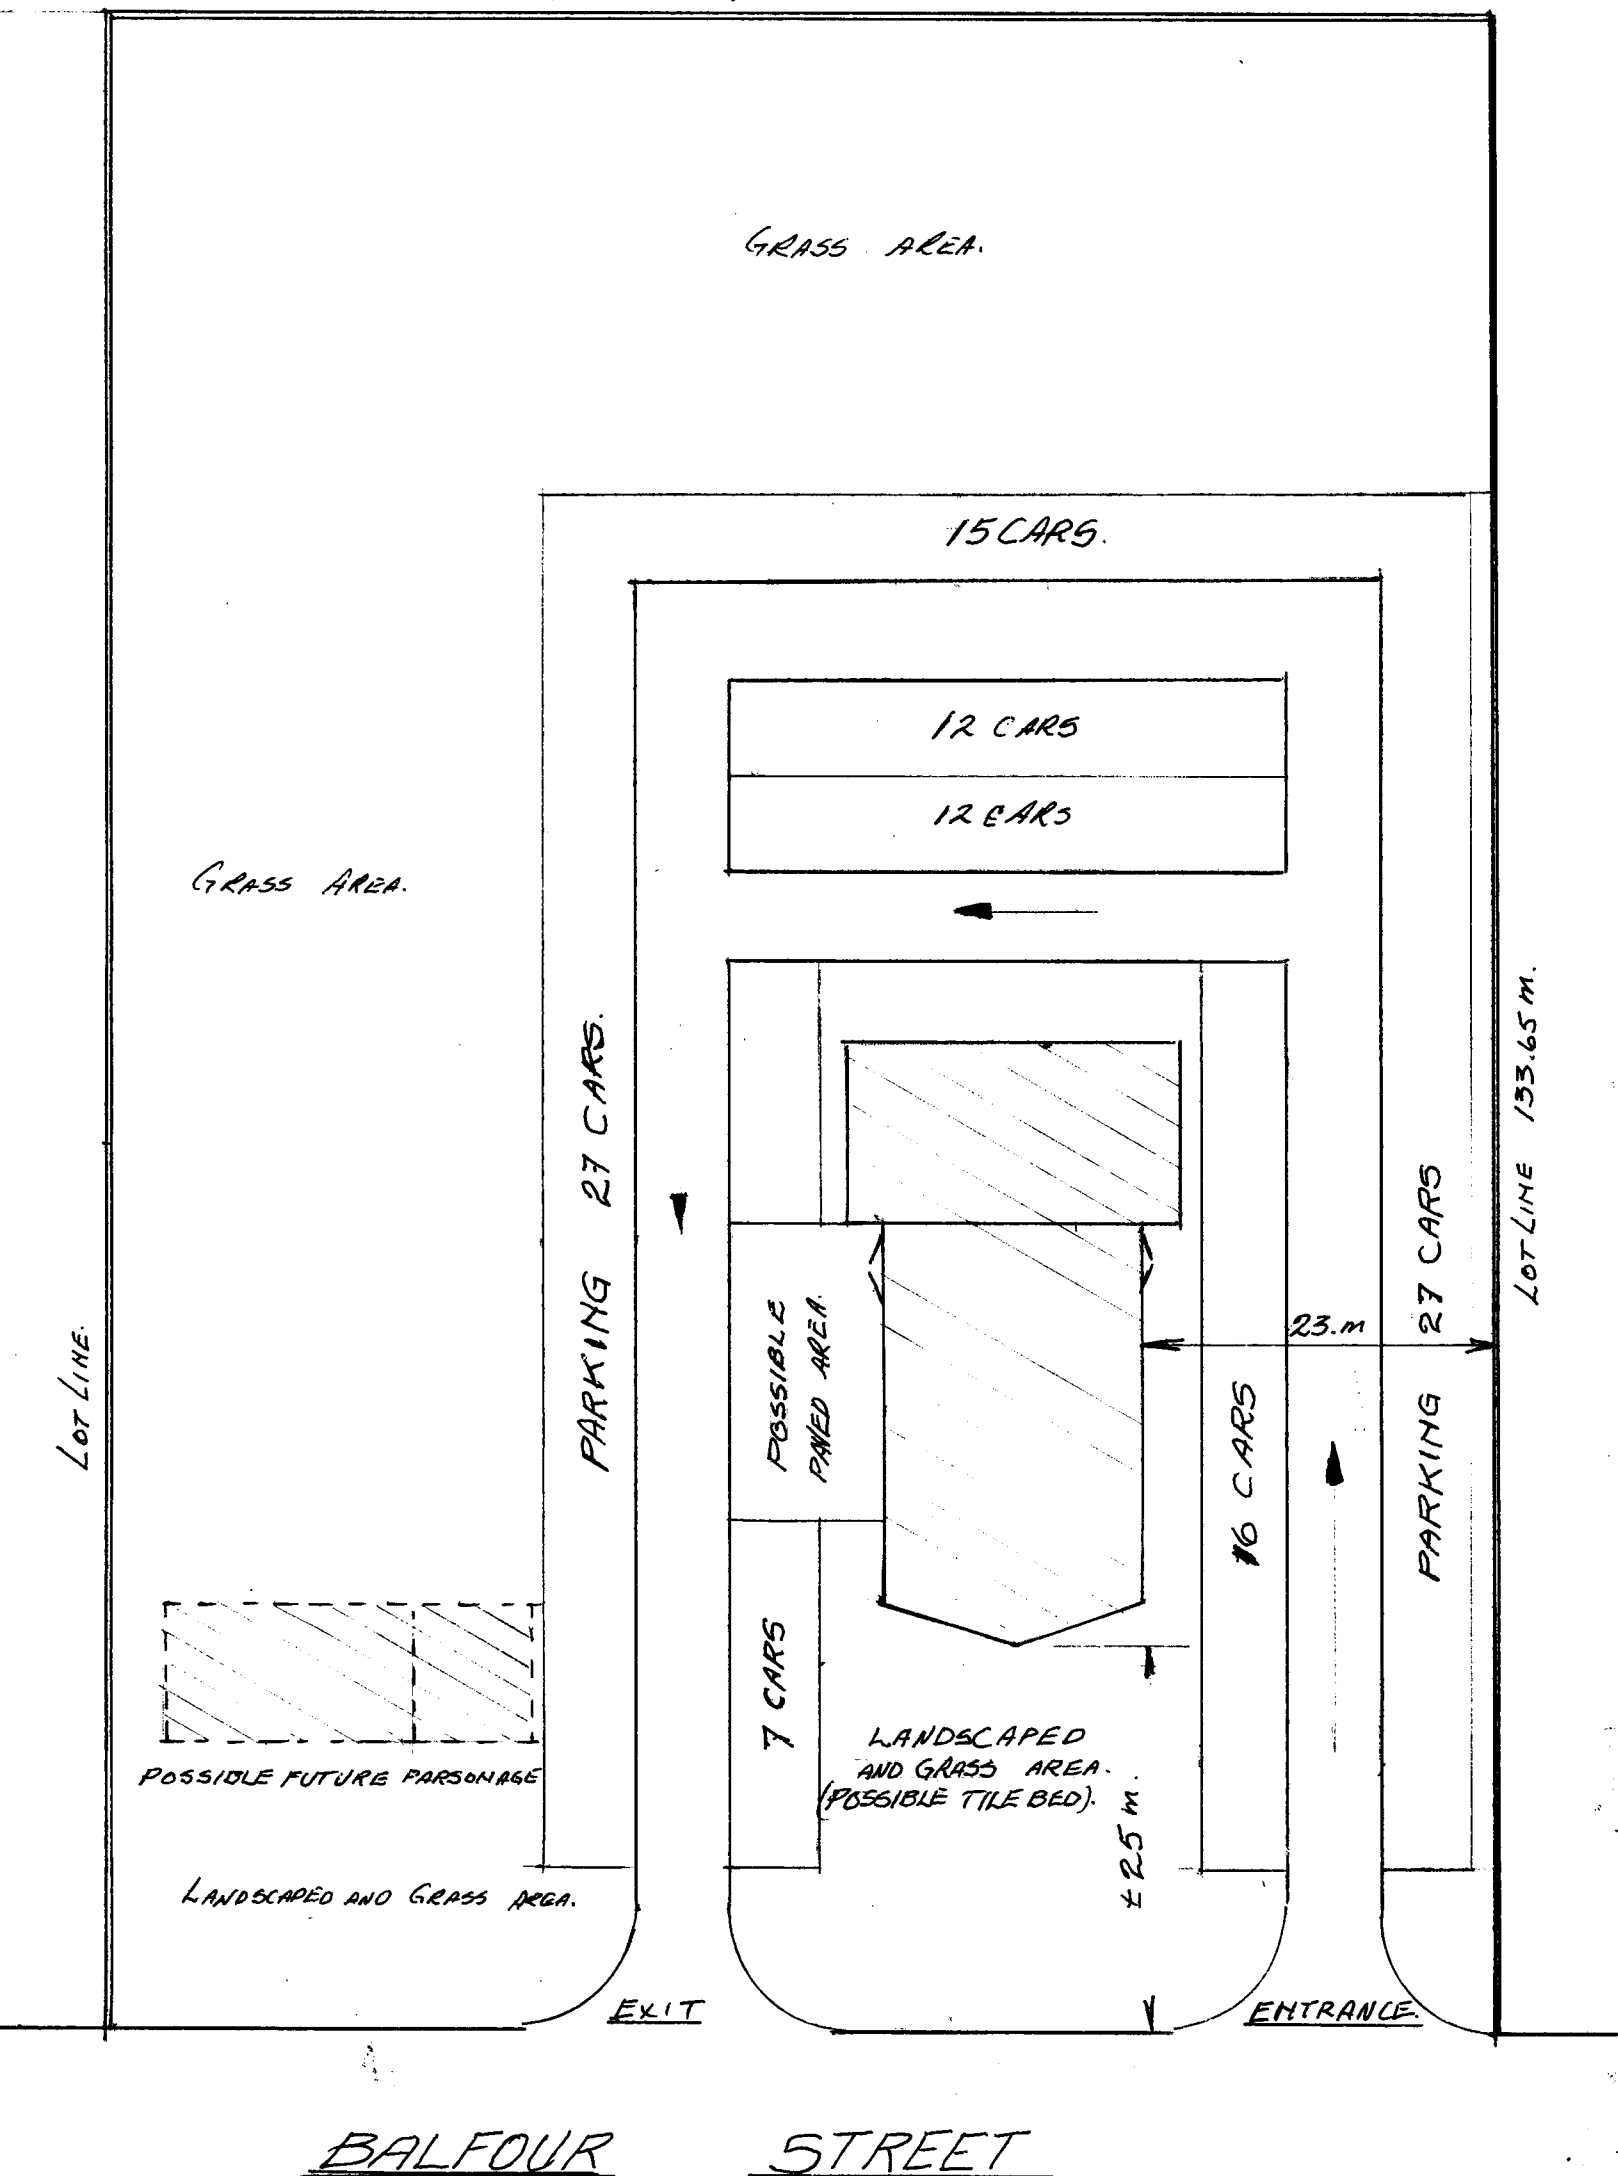 GRASS AREA.
15 CARS.
12 CARS
12 CARS
GRASS AREA.
PARKING 27 CARS.
LOT LINE 133.65 m.
PARKING 27 CARS
23.m
POSSIBLE
PAVED AREA.
16 CARS
LOT LINE.
7 CARS
LANDSCAPED
AND GRASS AREA.
(POSSIBLE TILE BED).
± 25 m.
POSSIBLE FUTURE PARSONAGE
LANDSCAPED AND GRASS AREA.
EXIT
ENTRANCE.
BALFOUR STREET